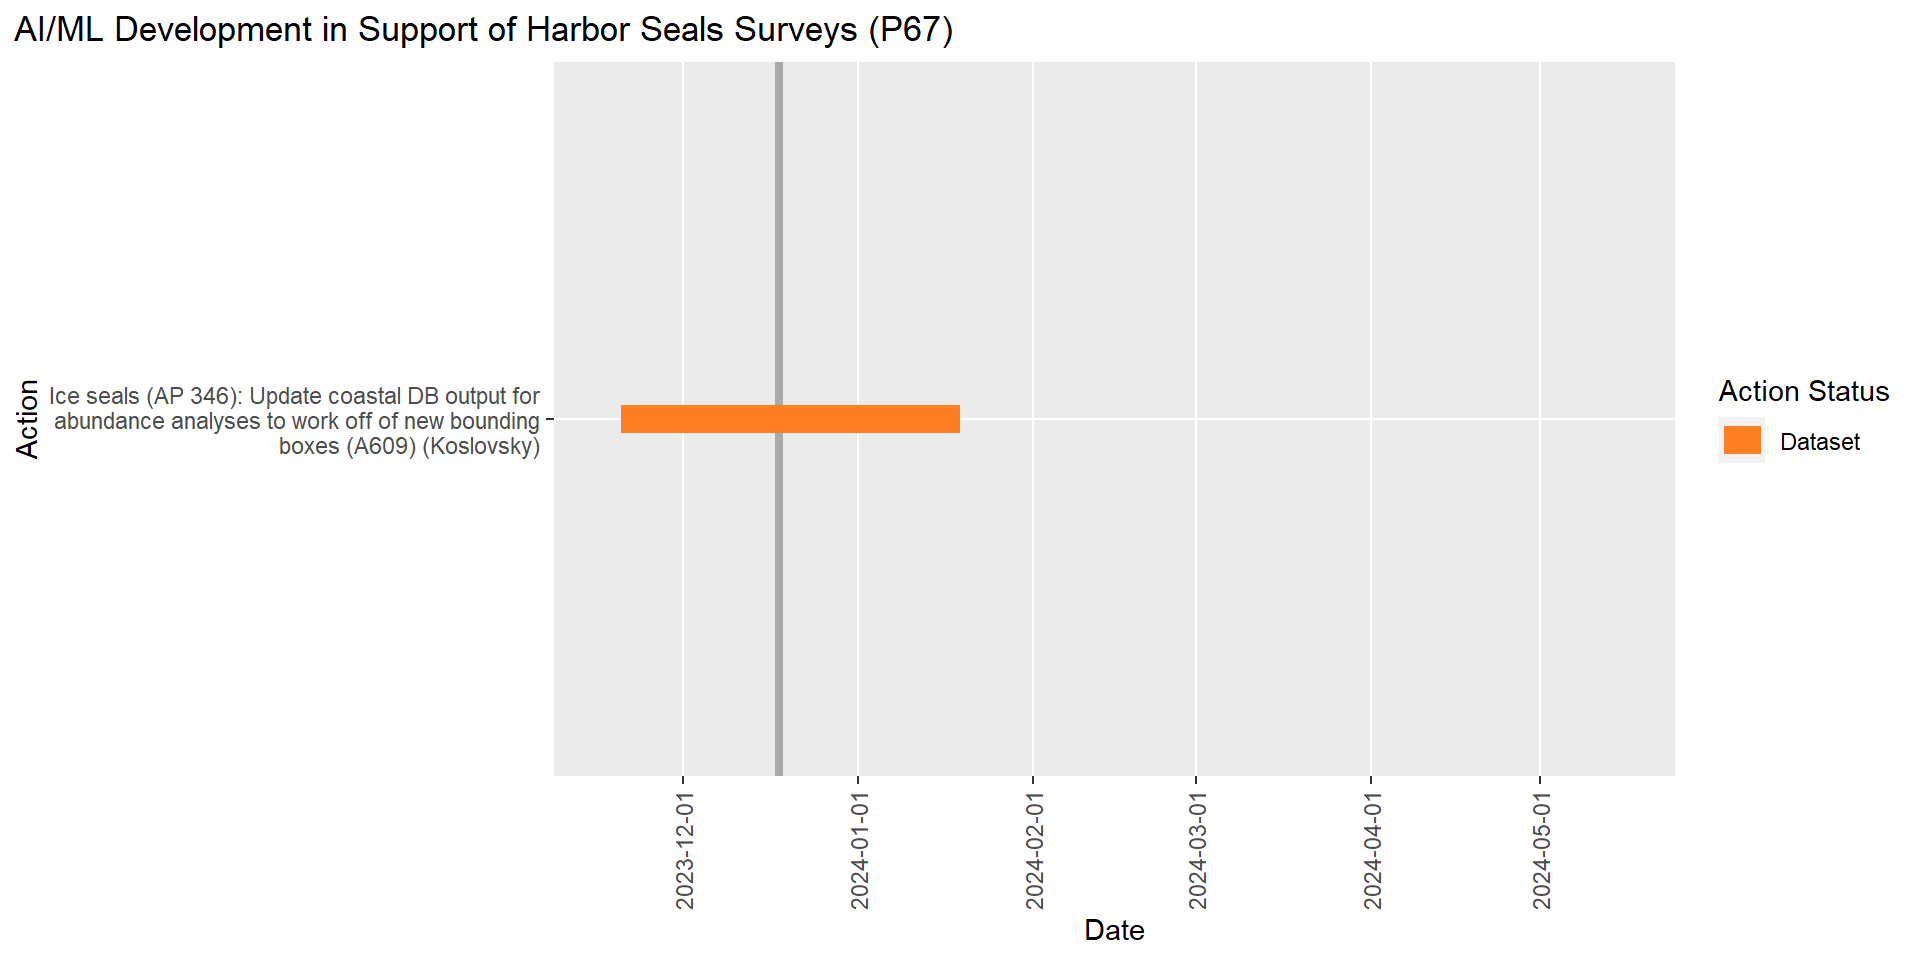 AI/ML Development in Support of Harbor Seals Surveys (P67)
Action
Ice seals (AP 346): Update coastal DB output for
abundance analyses to work off of new bounding
boxes (A609) (Koslovsky)
Action Status
Dataset
2023-12-01
2024-01-01
2024-02-01
2024-03-01
2024-04-01
2024-05-01
Date